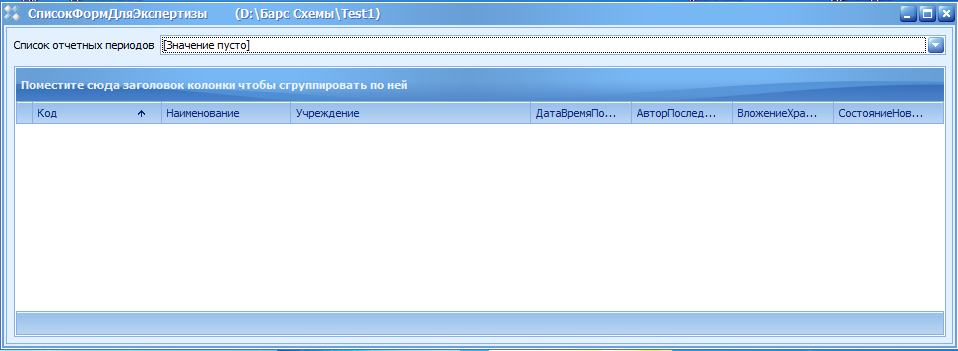 СписокФормДляЭкспертизы (D:\Барс Схемы\Test1)
Список отчетных периодов [Значение пусто]
Поместите сюда заголовок колонки чтобы сгруппировать по ней
Код Наименование Учреждение ДатаВремяПо... АвторПослед... ВложениеХра... СостояниеНов...